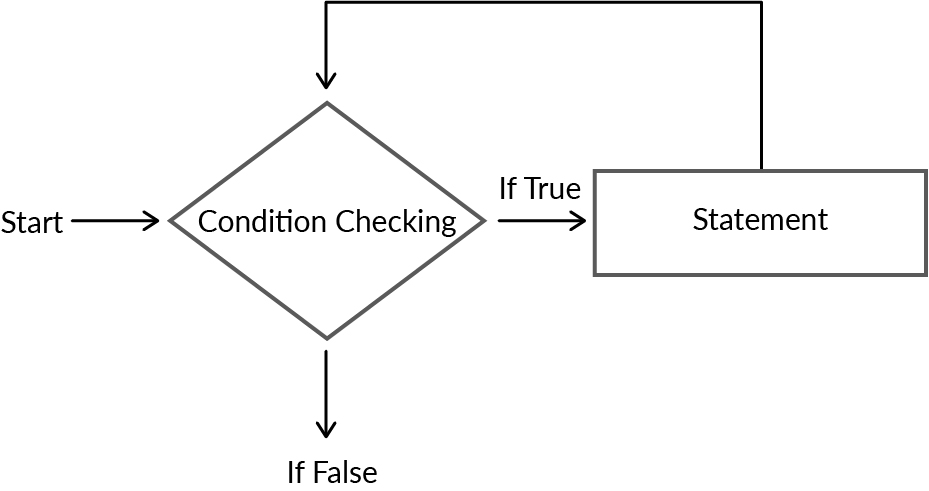 If True
Start
Condition Checking
Statement
If False